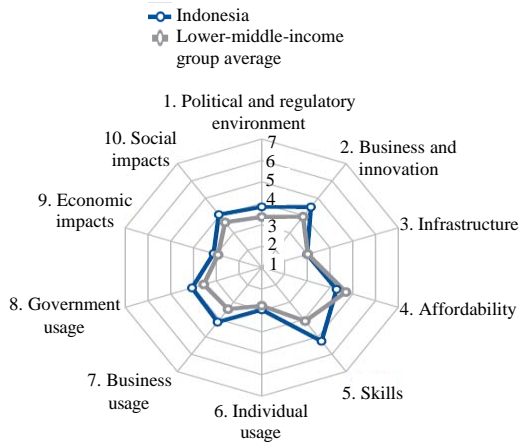 Indonesia
Lower-middle-income
group average
1. Political and regulatory
environment
10. Social
impacts
2. Business and
innovation
9. Economic
impacts
3. Infrastructure
7
6
5
4
3
2
1
8. Government
usage
4. Affordability
7. Business
usage
5. Skills
6. Individual
usage